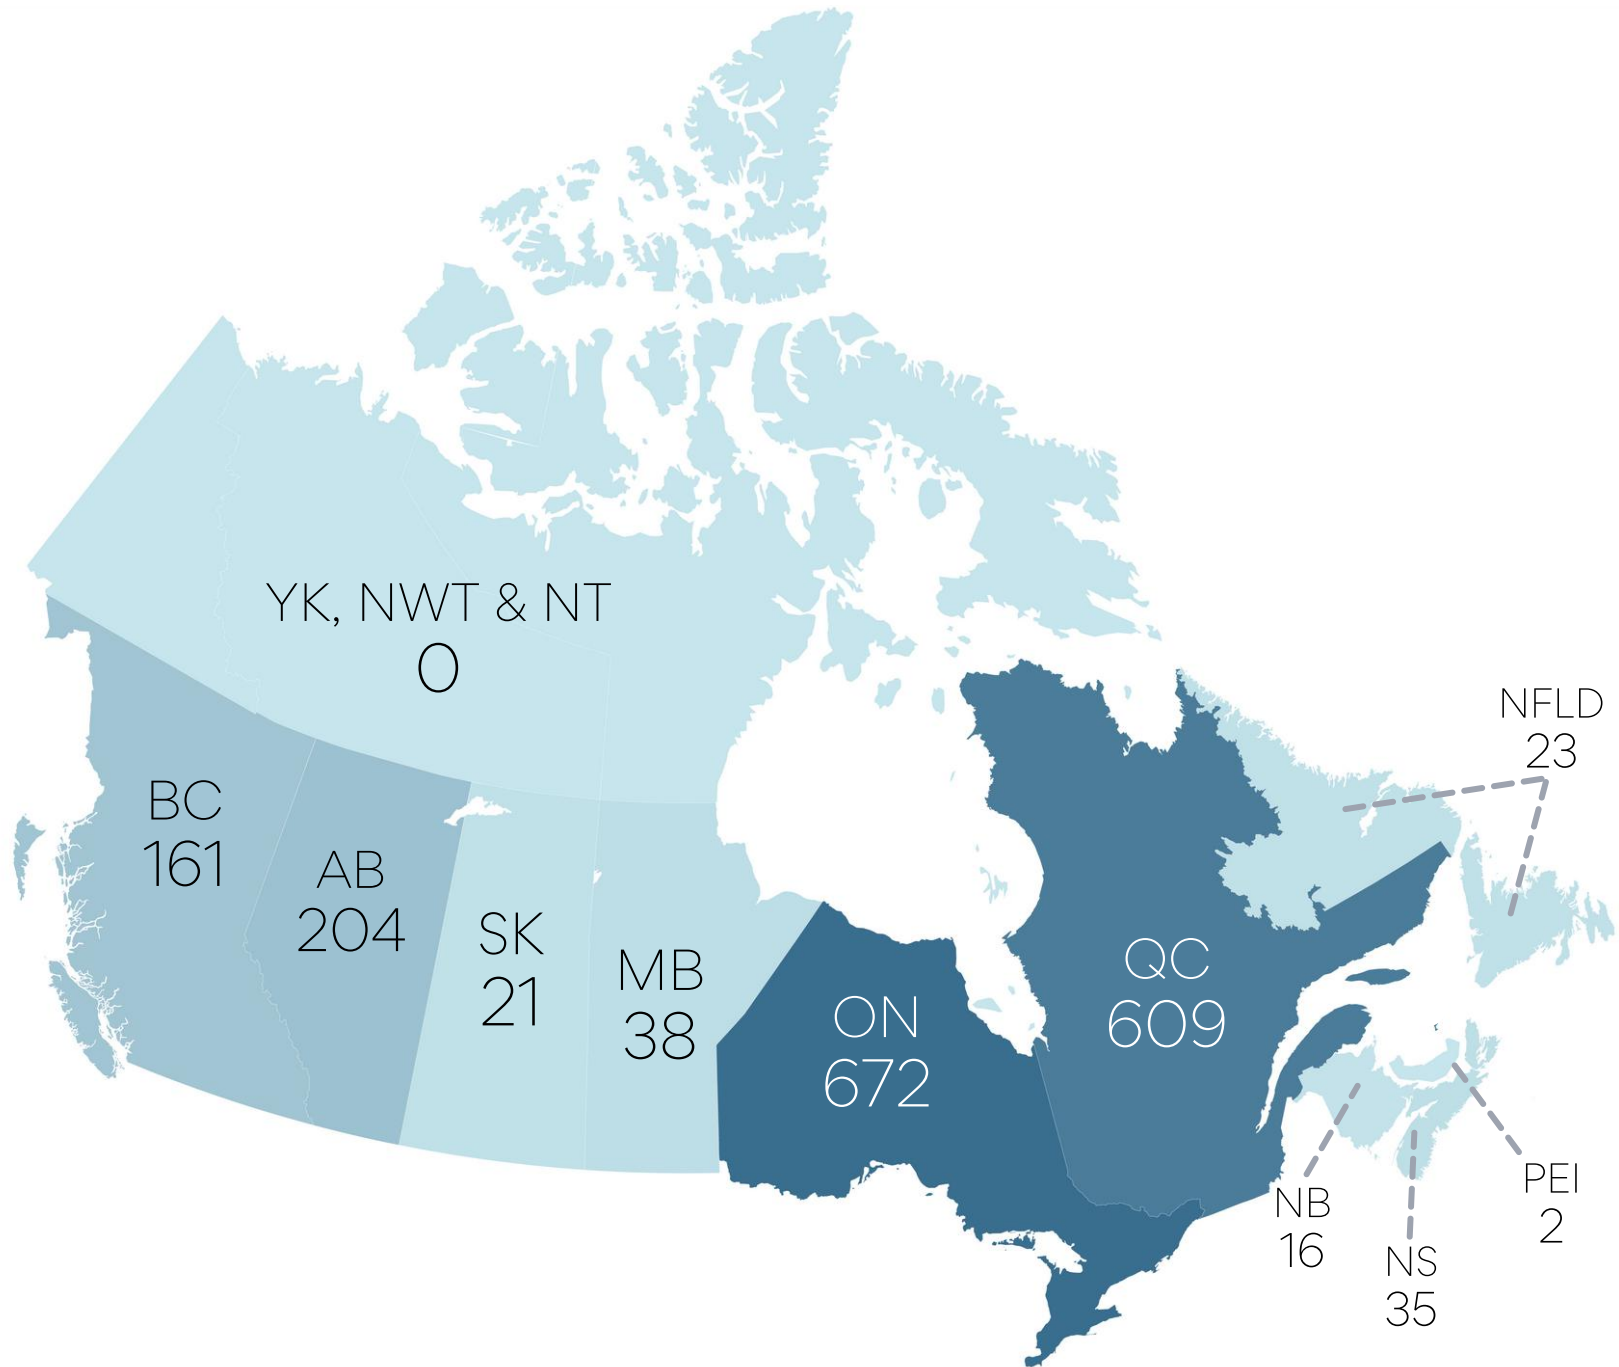 YK, NWT & NT
0
NFLD
23
BC
161
AB
204
SK
21
MB
38
ON
672
QC
609
NB
16
NS
35
PEI
2